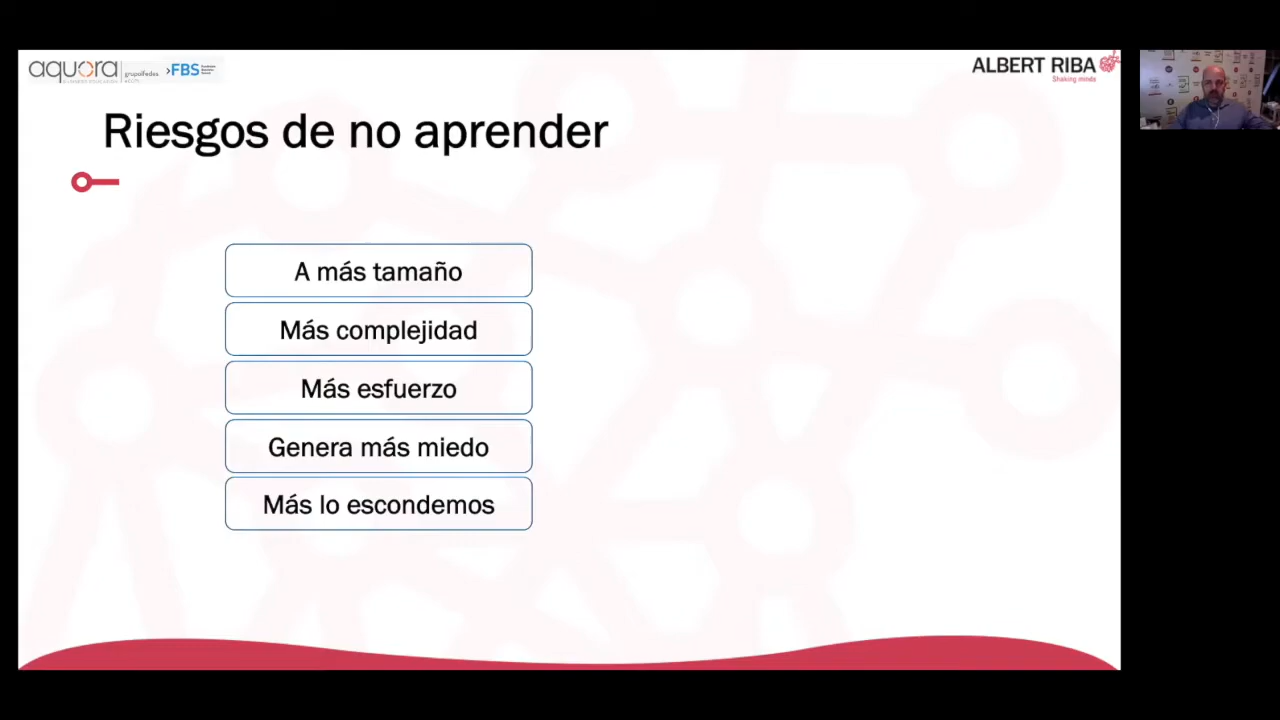 aquora
grupolfedes
FBS
ALBERT RIBA
Shaking minds
Riesgos de no aprender
A más tamaño
Más complejidad
Más esfuerzo
Genera más miedo
Más lo escondemos